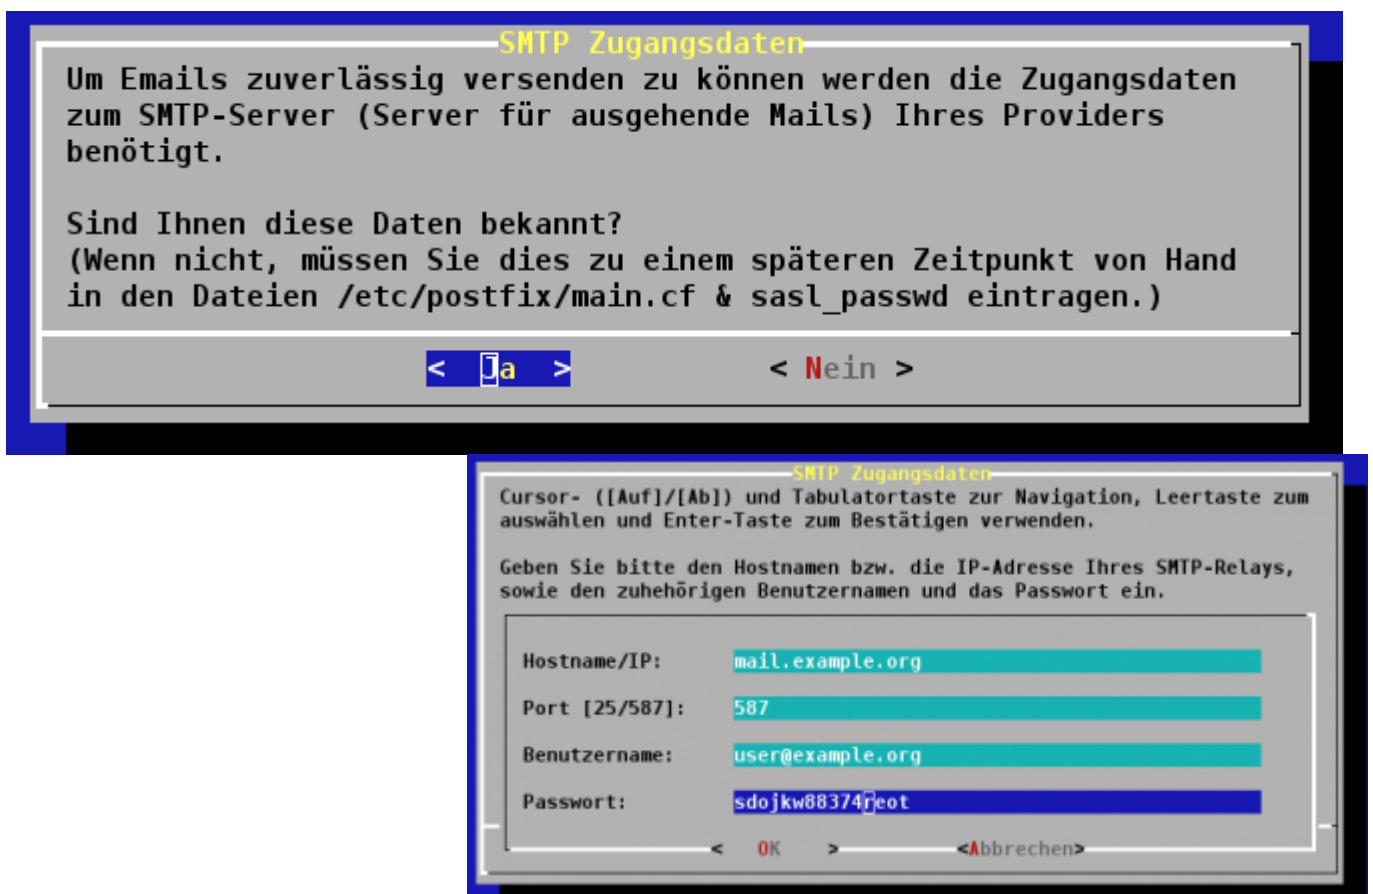 SMTP Zugangsdaten
Um Emails zuverlässig versenden zu können werden die Zugangsdaten
zum SMTP-Server (Server für ausgehende Mails) Ihres Providers
benötigt.
Sind Ihnen diese Daten bekannt?
(Wenn nicht, müssen Sie dies zu einem späteren Zeitpunkt von Hand
in den Dateien /etc/postfix/main.cf & sasl_passwd eintragen.)
< Ja > < Nein >
SMTP Zugangsdaten
Cursor- ([Auf]/[Ab]) und Tabulatortaste zur Navigation, Leertaste zum
auswählen und Enter-Taste zum Bestätigen verwenden.
Geben Sie bitte den Hostnamen bzw. die IP-Adresse Ihres SMTP-Relays,
sowie den zuhehörigen Benutzernamen und das Passwort ein.
Hostname/IP: mail.example.org
Port [25/587]: 587
Benutzername: user@example.org
Passwort: sdojkw88374reot
< OK > <Abbrechen>